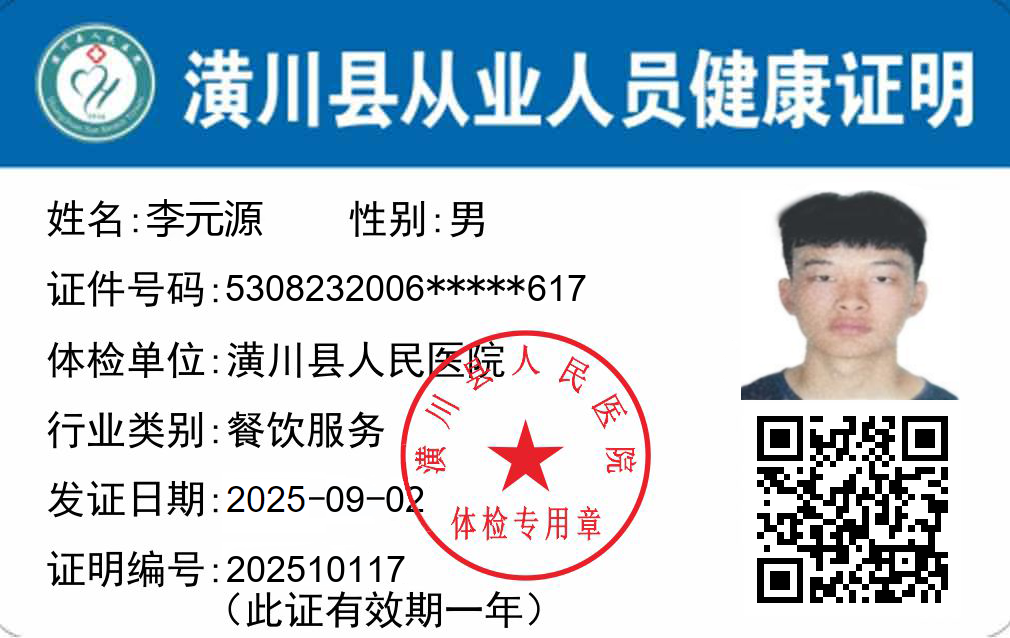 潢川县从业人员健康证明
姓名:李元源 性别:男
证件号码:5308232006*****617
体检单位:潢川县人民医院
行业类别:餐饮服务
发证日期:2025-09-02
证明编号:202510117
（此证有效期一年）
潢川县人民医院
体检专用章